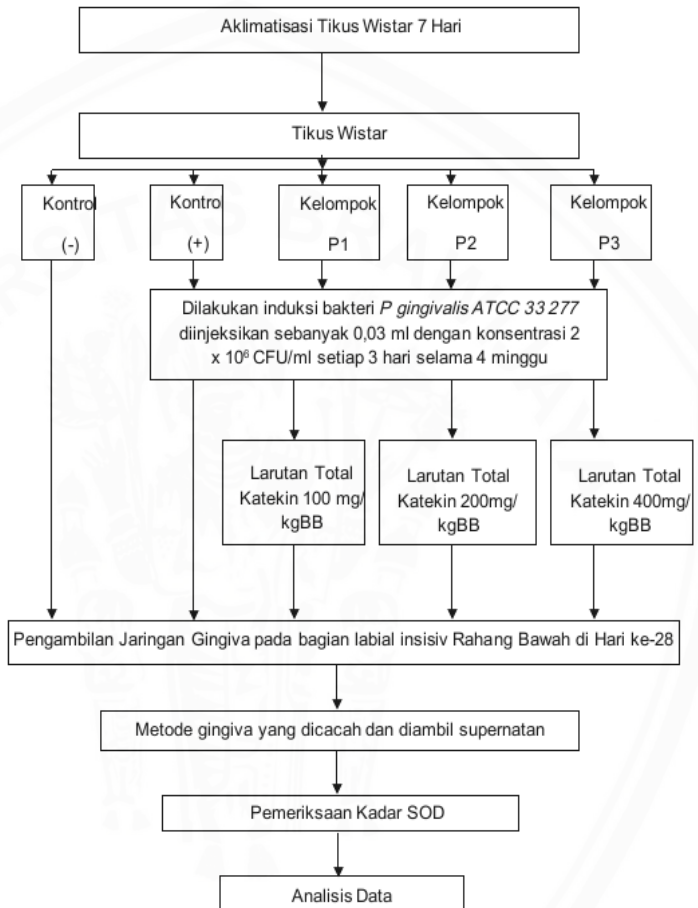 Aklimatisasi Tikus Wistar 7 Hari
Tikus Wistar
Kontrol
(-)
Kontro
(+)
Kelompok
P1
Kelompok
P2
Kelompok
P3
Dilakukan induksi bakteri P gingivalis ATCC 33 277
diinjeksikan sebanyak 0,03 ml dengan konsentrasi 2
x 10⁶ CFU/ml setiap 3 hari selama 4 minggu
Larutan Total
Katekin 100 mg/
kgBB
Larutan Total
Katekin 200mg/
kgBB
Larutan Total
Katekin 400mg/
kgBB
Pengambilan Jaringan Gingiva pada bagian labial insisiv Rahang Bawah di Hari ke-28
Metode gingiva yang dicacah dan diambil supernatan
Pemeriksaan Kadar SOD
Analisis Data